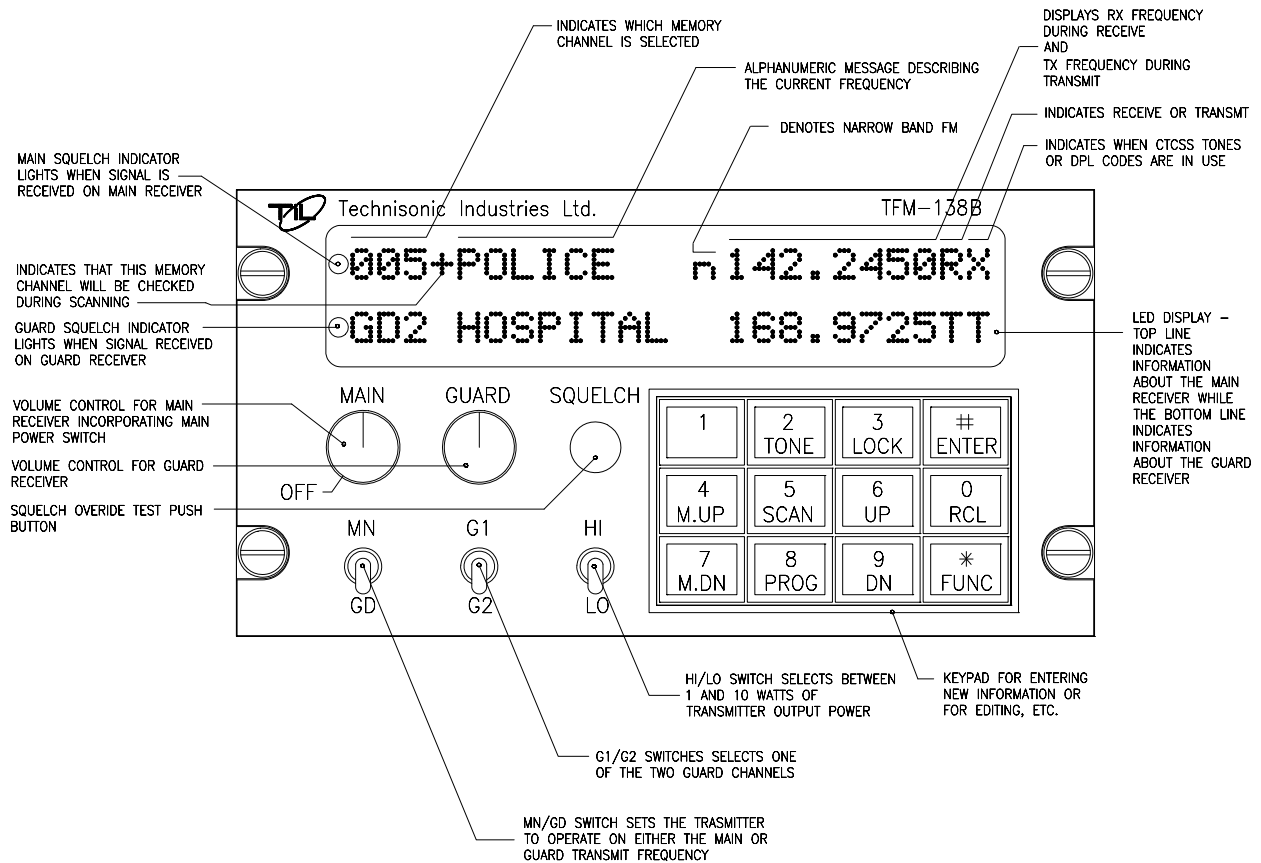 INDICATES WHICH MEMORY
CHANNEL IS SELECTED
ALPHANUMERIC MESSAGE DESCRIBING
THE CURRENT FREQUENCY
DENOTES NARROW BAND FM
DISPLAYS RX FREQUENCY
DURING RECEIVE
AND
TX FREQUENCY DURING
TRANSMIT
INDICATES RECEIVE OR TRANSMT
INDICATES WHEN CTCSS TONES
OR DPL CODES ARE IN USE
MAIN SQUELCH INDICATOR
LIGHTS WHEN SIGNAL IS
RECEIVED ON MAIN RECEIVER
INDICATES THAT THIS MEMORY
CHANNEL WILL BE CHECKED
DURING SCANNING
GUARD SQUELCH INDICATOR
LIGHTS WHEN SIGNAL RECEIVED
ON GUARD RECEIVER
VOLUME CONTROL FOR MAIN
RECEIVER INCORPORATING MAIN
POWER SWITCH
VOLUME CONTROL FOR GUARD
RECEIVER
SQUELCH OVERIDE TEST PUSH
BUTTON
TIL Technisonic Industries Ltd. TFM-138B
005+POLICE n142.2450RX
GD2 HOSPITAL 168.9725TT
MAIN GUARD SQUELCH
OFF
MN G1 HI
GD G2 LO
1 2 3 #
TONE LOCK ENTER
4 5 6 0
M.UP SCAN UP RCL
7 8 9 *
M.DN PROG DN FUNC
LED DISPLAY -
TOP LINE
INDICATES
INFORMATION
ABOUT THE MAIN
RECEIVER WHILE
THE BOTTOM LINE
INDICATES
INFORMATION
ABOUT THE GUARD
RECEIVER
HI/LO SWITCH SELECTS BETWEEN
1 AND 10 WATTS OF
TRANSMITTER OUTPUT POWER
KEYPAD FOR ENTERING
NEW INFORMATION OR
FOR EDITING, ETC.
G1/G2 SWITCHES SELECTS ONE
OF THE TWO GUARD CHANNELS
MN/GD SWITCH SETS THE TRASMITTER
TO OPERATE ON EITHER THE MAIN OR
GUARD TRANSMIT FREQUENCY